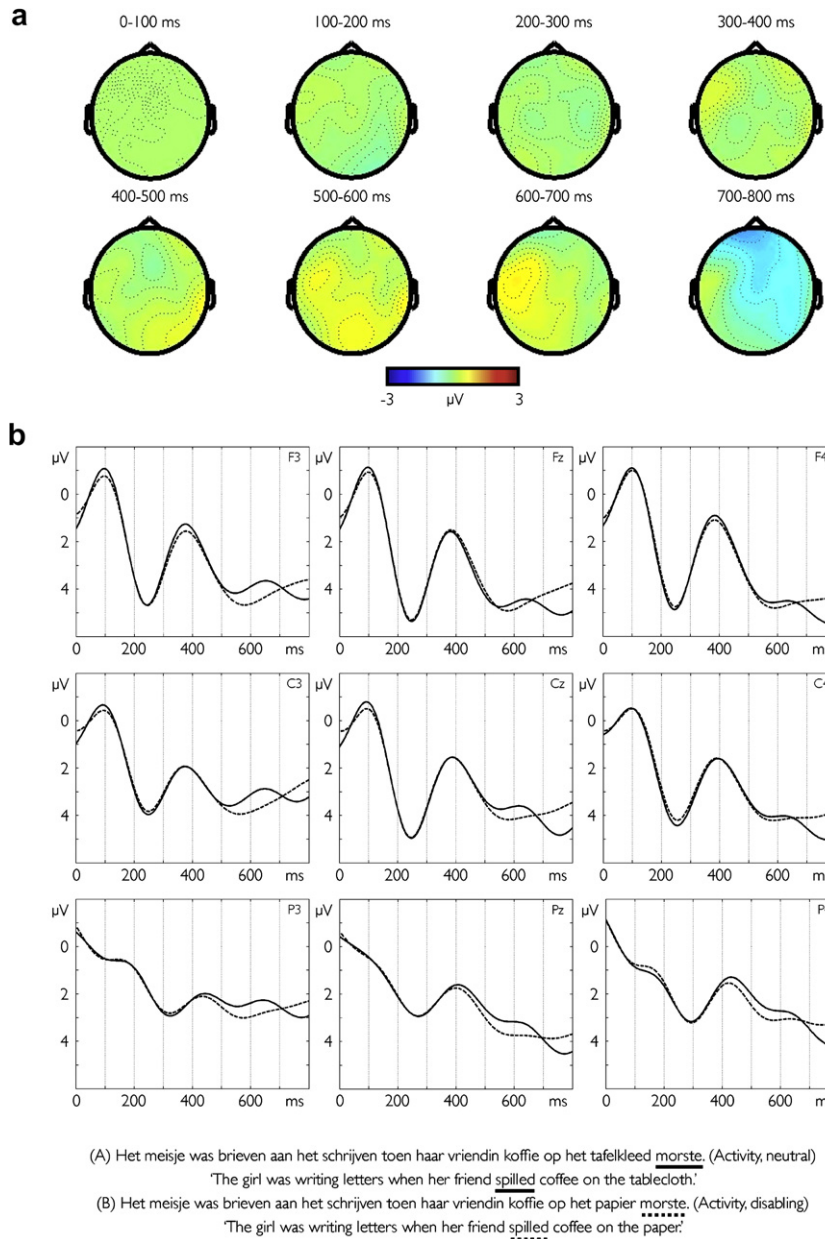 a
0-100 ms 100-200 ms 200-300 ms 300-400 ms
400-500 ms 500-600 ms 600-700 ms 700-800 ms
-3 µV 3
b
µV F3 µV Fz µV F4
0 0 0
2 2 2
4 4 4
0 200 400 600 ms 0 200 400 600 ms 0 200 400 600 ms
µV C3 µV Cz µV C4
0 0 0
2 2 2
4 4 4
0 200 400 600 ms 0 200 400 600 ms 0 200 400 600 ms
µV P3 µV Pz µV
0 0 0
2 2 2
4 4 4
0 200 400 600 ms 0 200 400 600 ms 0 200 400 600 ms
(A) Het meisje was brieven aan het schrijven toen haar vriendin koffie op het tafelkleed morste. (Activity, neutral)
'The girl was writing letters when her friend spilled coffee on the tablecloth.'
(B) Het meisje was brieven aan het schrijven toen haar vriendin koffie op het papier morste. (Activity, disabling)
'The girl was writing letters when her friend spilled coffee on the paper.'